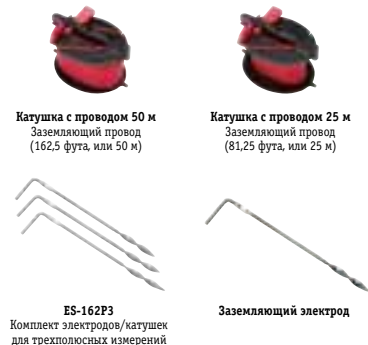 Катушка с проводом 50 м
Заземляющий провод
(162,5 фута, или 50 м)
Катушка с проводом 25 м
Заземляющий провод
(81,25 фута, или 25 м)
ES-162P3
Комплект электродов/катушек
для трехполюсных измерений
Заземляющий электрод